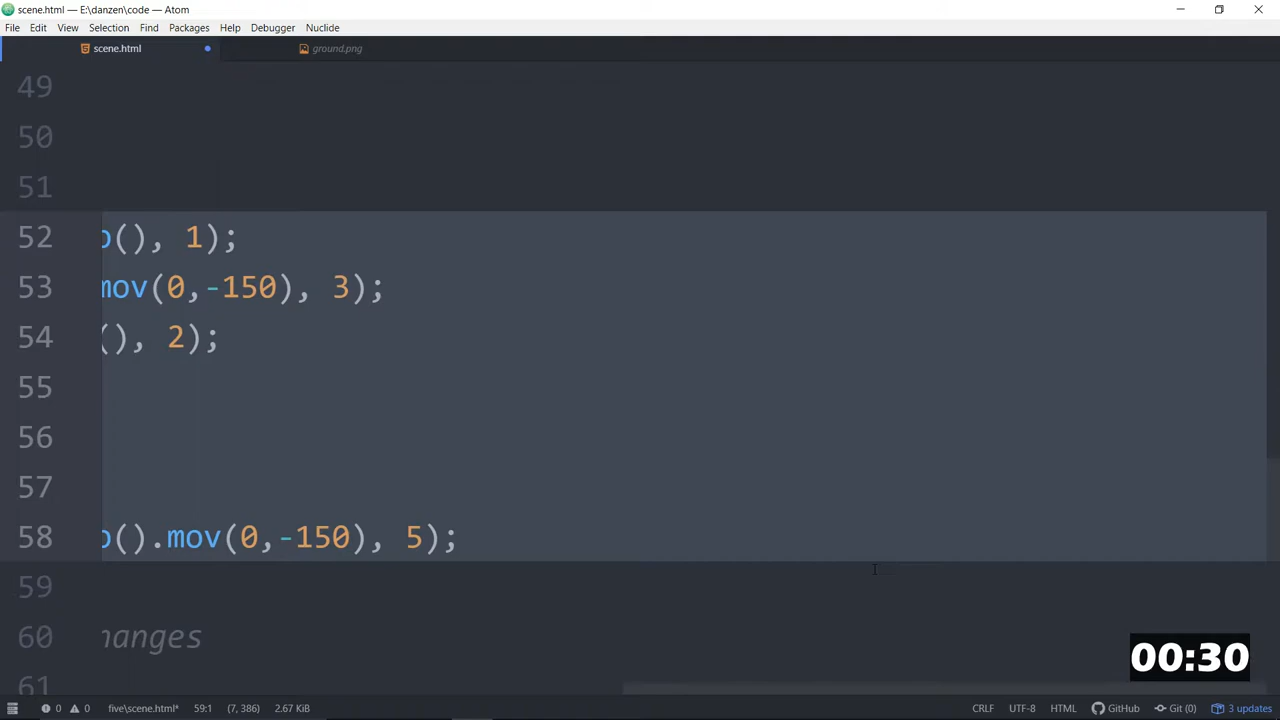 scene.html — E:\danzen\code — Atom
File Edit View Selection Find Packages Help Debugger Nuclide
scene.html ground.png
49
50
51
52 p(), 1);
53 mov(0,-150), 3);
54 (), 2);
55
56
57
58 p().mov(0,-150), 5);
59
60 hanges
61
00:30
0 0 five\scene.html* 59:1 (7, 386) 2.67 KiB CRLF UTF-8 HTML GitHub Git (0) 3 updates